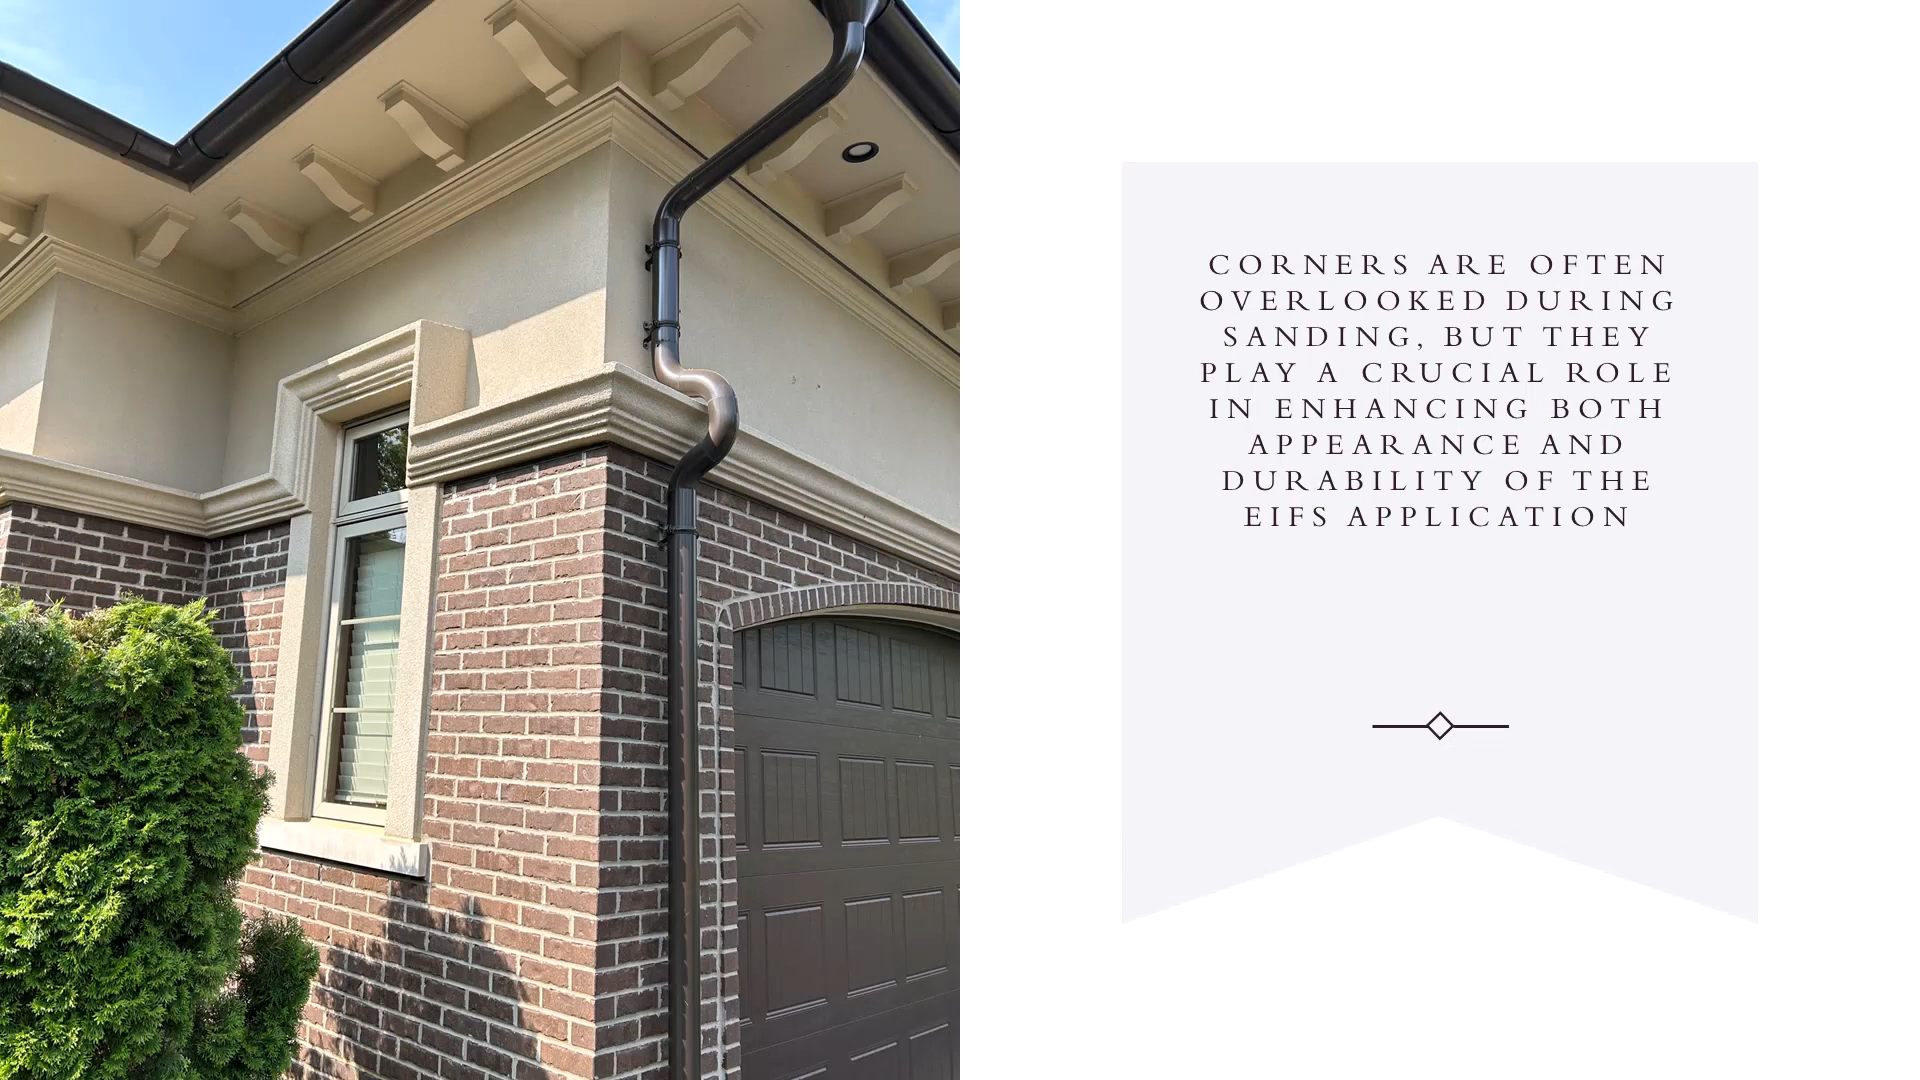 CORNERS ARE OFTEN
OVERLOOKED DURING
SANDING, BUT THEY
PLAY A CRUCIAL ROLE
IN ENHANCING BOTH
APPEARANCE AND
DURABILITY OF THE
EIFS APPLICATION